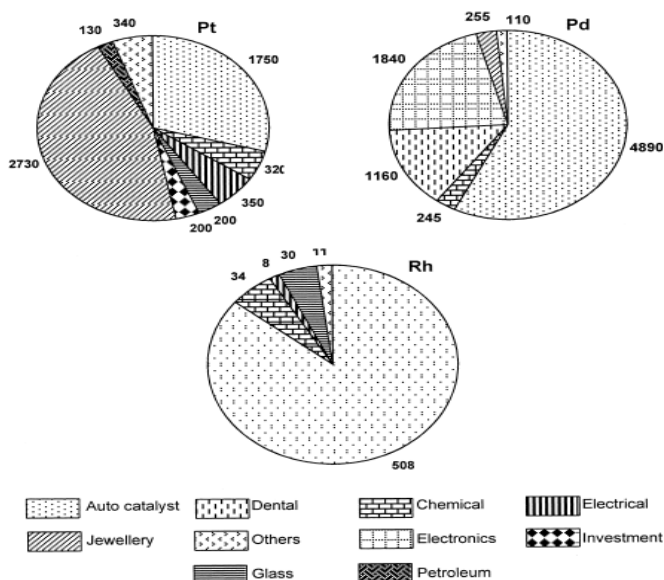 130 340 Pt
1750
2730
320
350
200
200
255 110 Pd
1840
4890
1160
245
34 8 30 11 Rh
508
Auto catalyst Dental Chemical Electrical
Jewellery Others Electronics Investment
Glass Petroleum